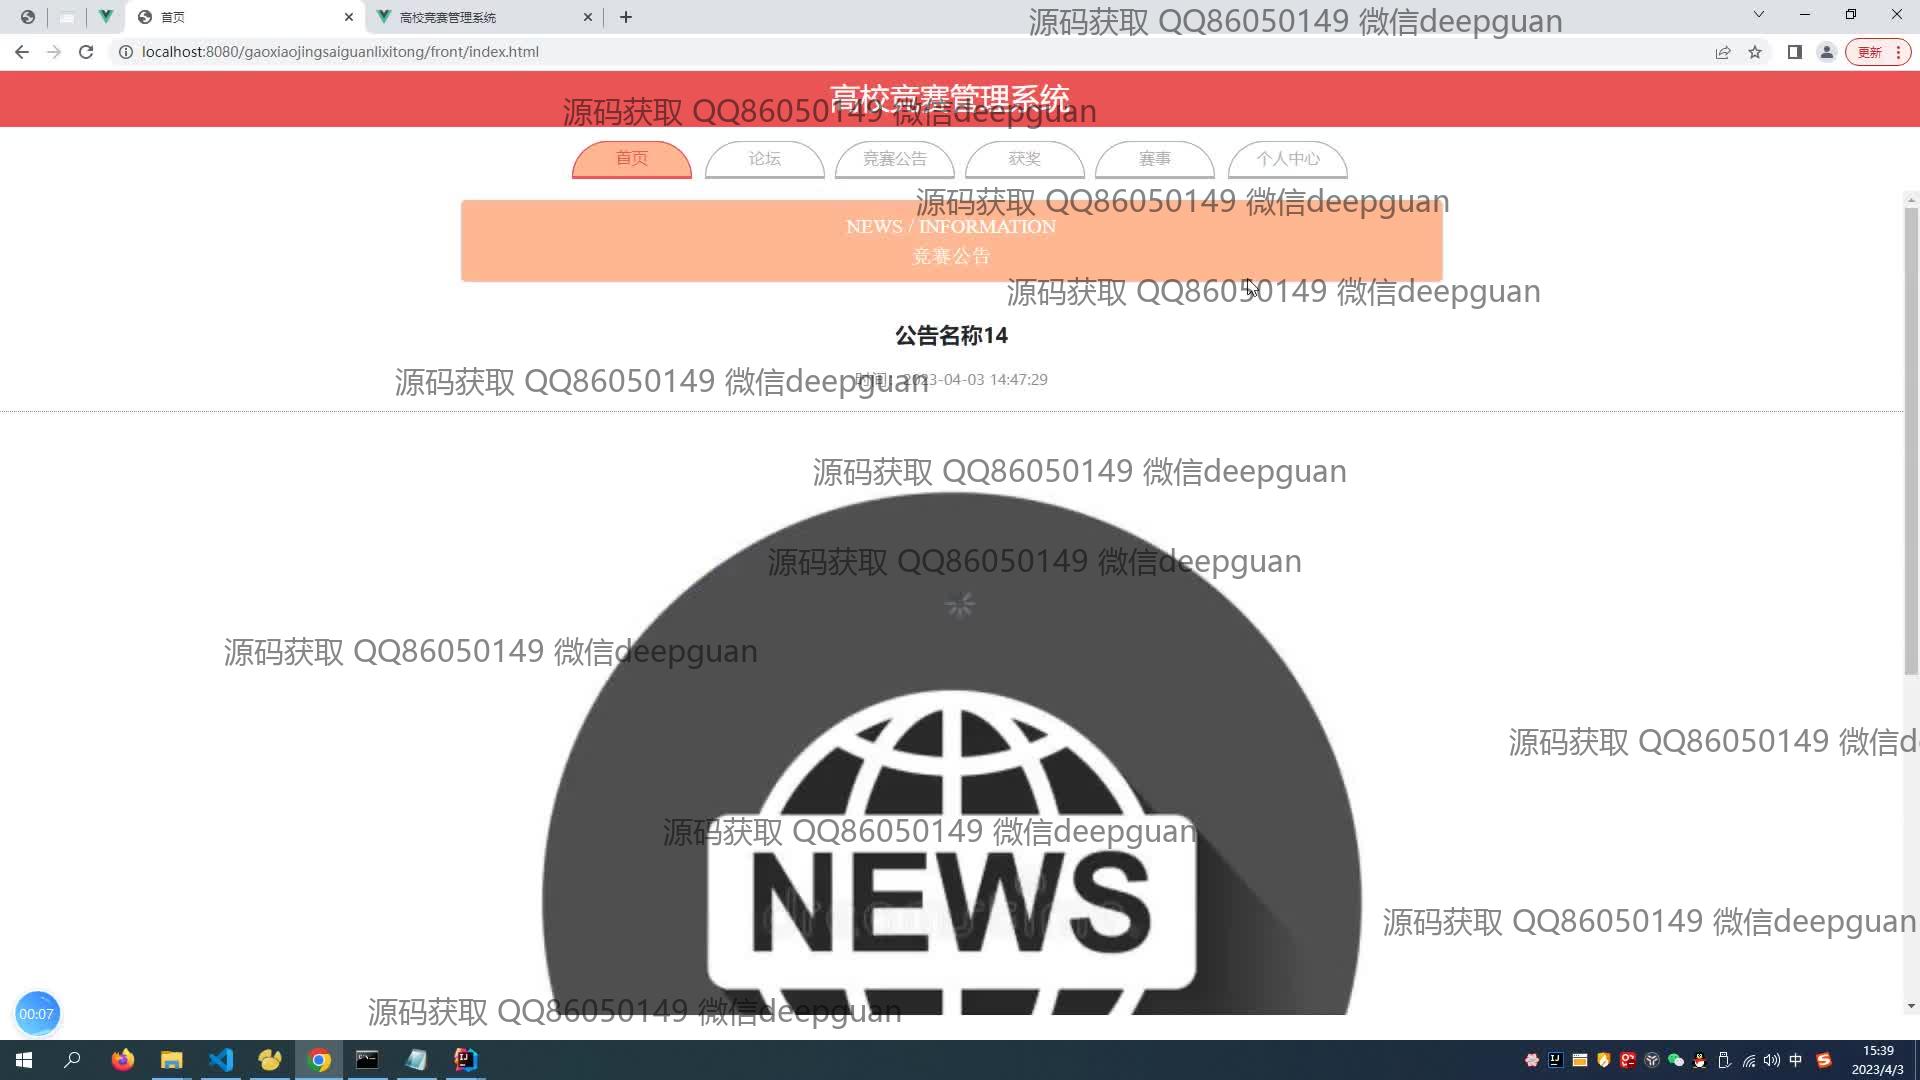 首页
高校竞赛管理系统
源码获取 QQ86050149 微信deepguan
localhost:8080/gaoxiaojingsaiguanlixitong/front/index.html
更新
高校竞赛管理系统
源码获取 QQ86050149 微信deepguan
首页
论坛
竞赛公告
获奖
赛事
个人中心
源码获取 QQ86050149 微信deepguan
NEWS / INFORMATION
竞赛公告
源码获取 QQ86050149 微信deepguan
公告名称14
源码获取 QQ86050149 微信deepguan
时间：2023-04-03 14:47:29
源码获取 QQ86050149 微信deepguan
源码获取 QQ86050149 微信deepguan
源码获取 QQ86050149 微信deepguan
源码获取 QQ86050149 微信d
源码获取 QQ86050149 微信deepguan
NEWS
源码获取 QQ86050149 微信deepguan
源码获取 QQ86050149 微信deepguan
00:07
中
15:39
2023/4/3